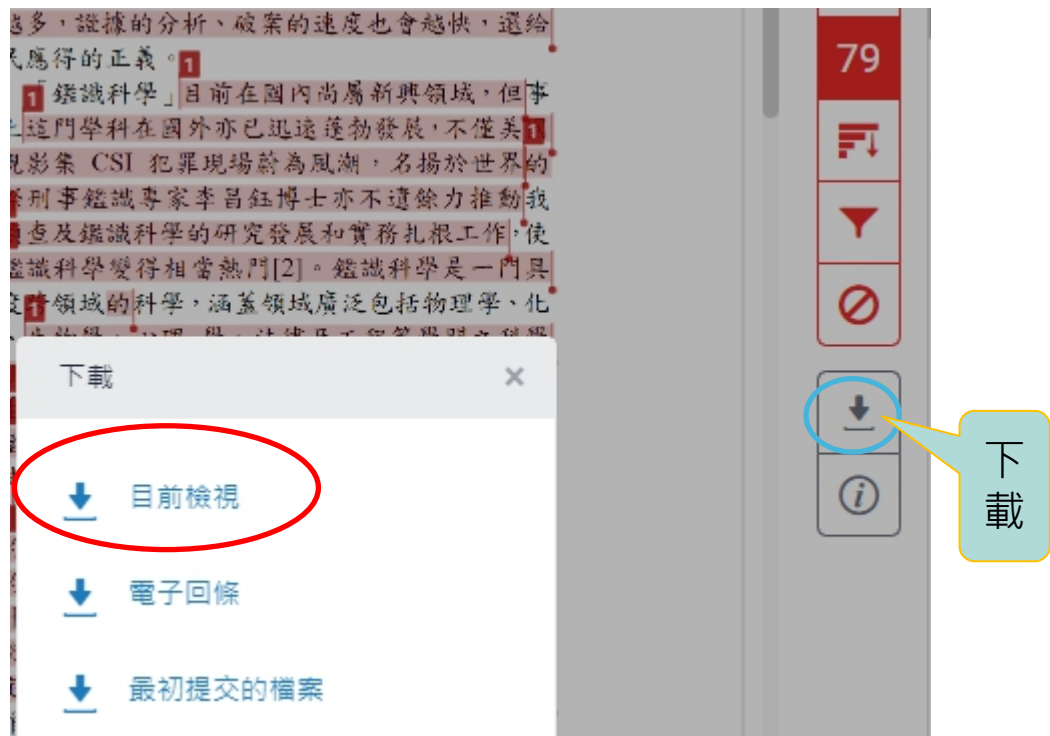 越多，證據的分析、破案的速度也會越快，還給
應得的正義。1
1「鑑識科學」目前在國內尚屬新興領域，但事
這門學科在國外亦已迅速蓬勃發展，不僅美1
影集 CSI 犯罪現場蔚為風潮，名揚於世界的
刑事鑑識專家李昌鈺博士亦不遺餘力推動我
查及鑑識科學的研究發展和實務扎根工作，使
鑑識科學變得相當熱門[2]。鑑識科學是一門具
領域的科學，涵蓋領域廣泛包括物理學、化
下載
×
目前檢視
電子回條
最初提交的檔案
79
i
下載